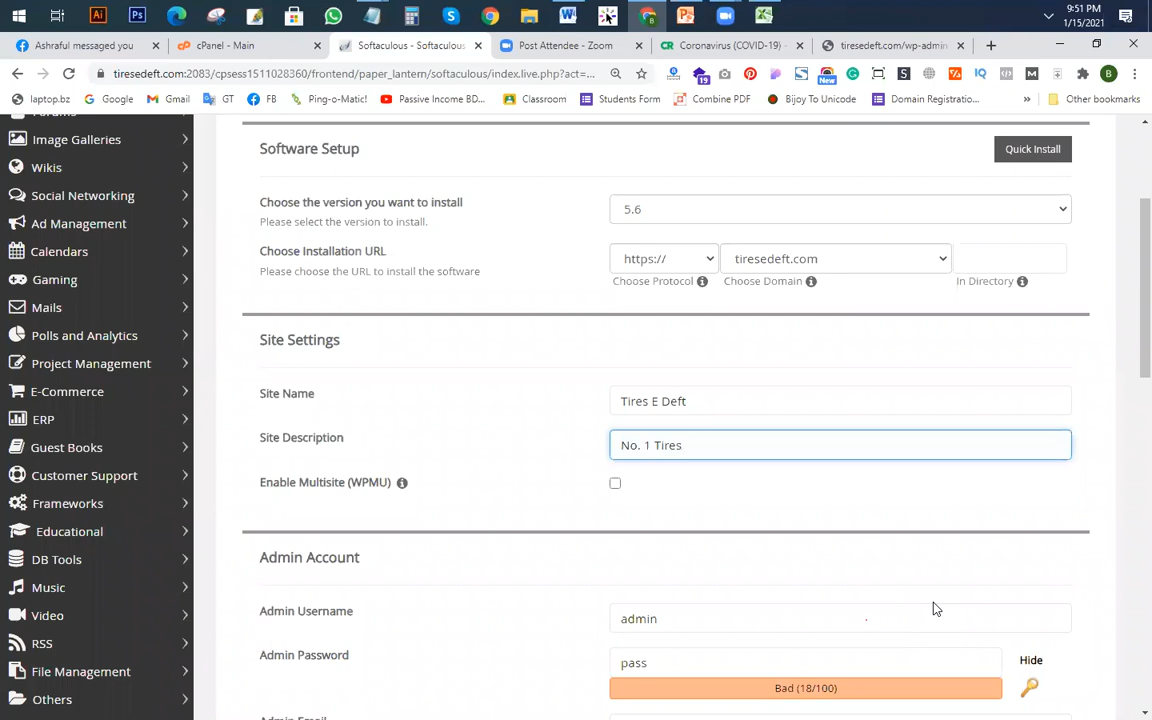 9:51 PM
1/15/2021
Ashraful messaged you
cPanel - Main
Softaculous - Softaculous
Post Attendee - Zoom
Coronavirus (COVID-19) -
tiresedeft.com/wp-admin
tiresedeft.com:2083/cpsess1511028360/frontend/paper_lantern/softaculous/index.live.php?act=...
laptop.bz
Google
Gmail
GT
FB
Ping-o-Matic!
Passive Income BD...
Classroom
Students Form
Combine PDF
Bijoy To Unicode
Domain Registratio...
Other bookmarks
Forums
Image Galleries
Wikis
Social Networking
Ad Management
Calendars
Gaming
Mails
Polls and Analytics
Project Management
E-Commerce
ERP
Guest Books
Customer Support
Frameworks
Educational
DB Tools
Music
Video
RSS
File Management
Others
Software Setup
Quick Install
Choose the version you want to install
Please select the version to install.
5.6
Choose Installation URL
Please choose the URL to install the software
https://
tiresedeft.com
Choose Protocol
Choose Domain
In Directory
Site Settings
Site Name
Tires E Deft
Site Description
No. 1 Tires
Enable Multisite (WPMU)
Admin Account
Admin Username
admin
Admin Password
pass
Hide
Bad (18/100)
Admin Email